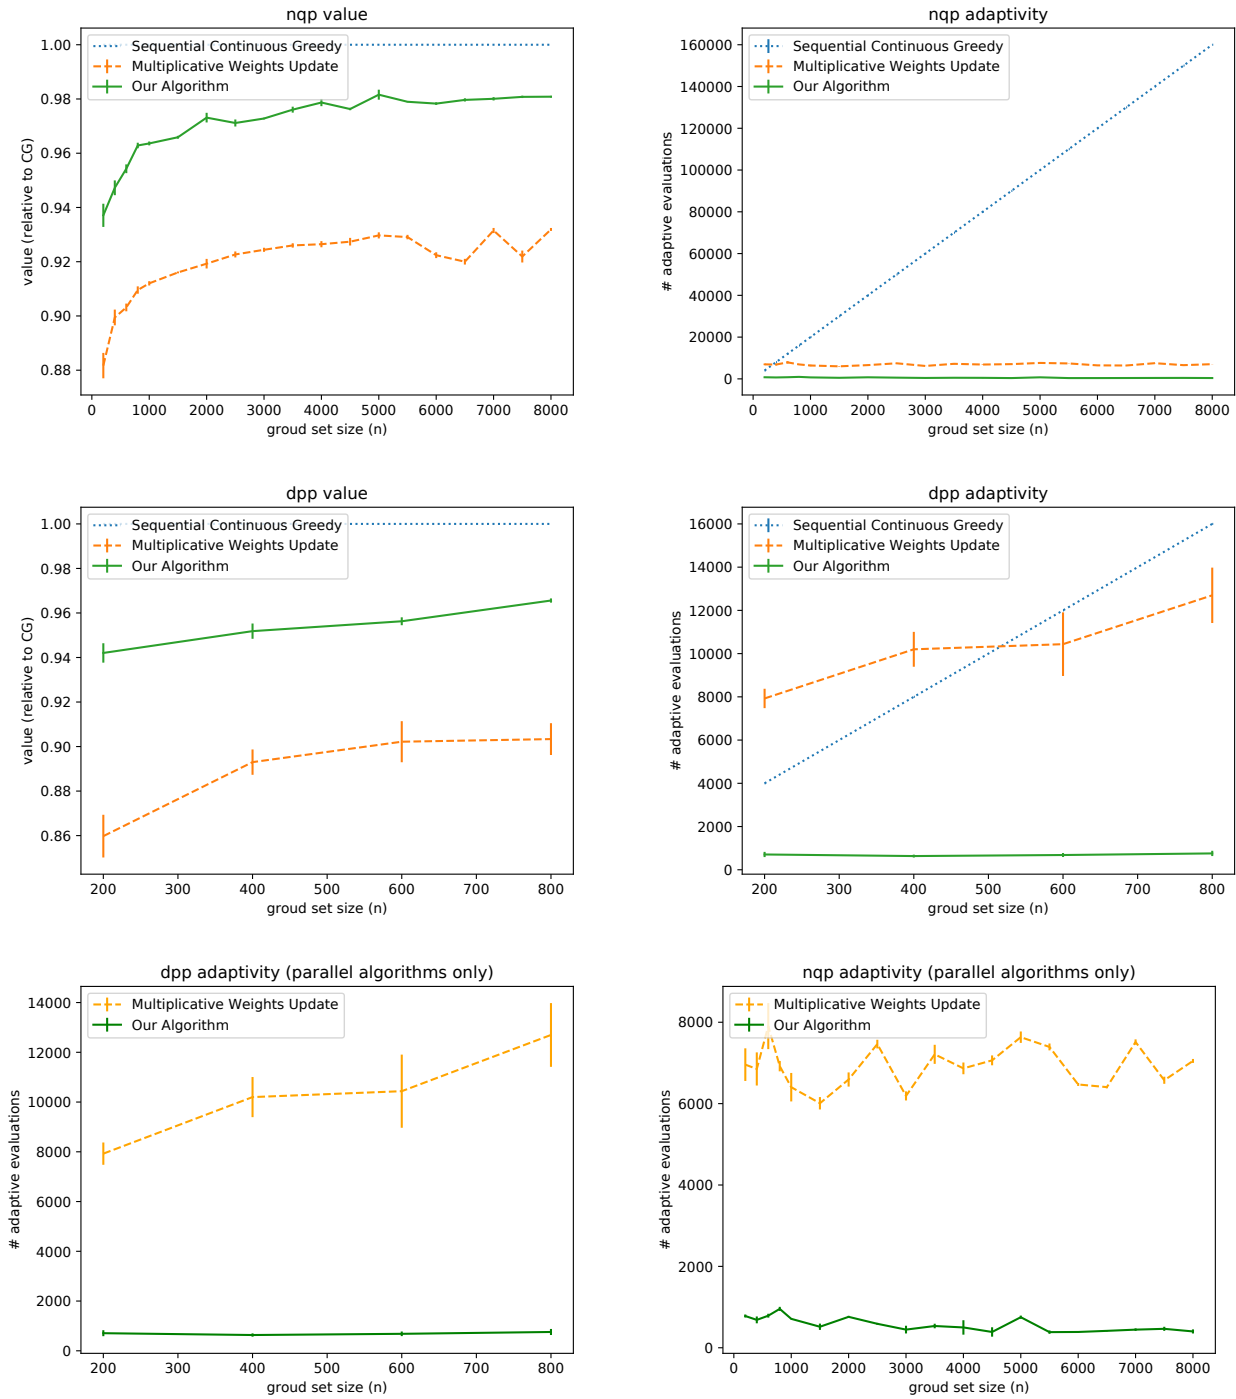 nqp value
Sequential Continuous Greedy
Multiplicative Weights Update
Our Algorithm
value (relative to CG)
1.00
0.98
0.96
0.94
0.92
0.90
0.88
0 1000 2000 3000 4000 5000 6000 7000 8000
groud set size (n)
nqp adaptivity
Sequential Continuous Greedy
Multiplicative Weights Update
Our Algorithm
# adaptive evaluations
160000
140000
120000
100000
80000
60000
40000
20000
0
0 1000 2000 3000 4000 5000 6000 7000 8000
groud set size (n)
dpp value
Sequential Continuous Greedy
Multiplicative Weights Update
Our Algorithm
value (relative to CG)
1.00
0.98
0.96
0.94
0.92
0.90
0.88
0.86
200 300 400 500 600 700 800
groud set size (n)
dpp adaptivity
Sequential Continuous Greedy
Multiplicative Weights Update
Our Algorithm
# adaptive evaluations
16000
14000
12000
10000
8000
6000
4000
2000
0
200 300 400 500 600 700 800
groud set size (n)
dpp adaptivity (parallel algorithms only)
Multiplicative Weights Update
Our Algorithm
# adaptive evaluations
14000
12000
10000
8000
6000
4000
2000
0
200 300 400 500 600 700 800
groud set size (n)
nqp adaptivity (parallel algorithms only)
Multiplicative Weights Update
Our Algorithm
# adaptive evaluations
8000
6000
4000
2000
0
0 1000 2000 3000 4000 5000 6000 7000 8000
groud set size (n)